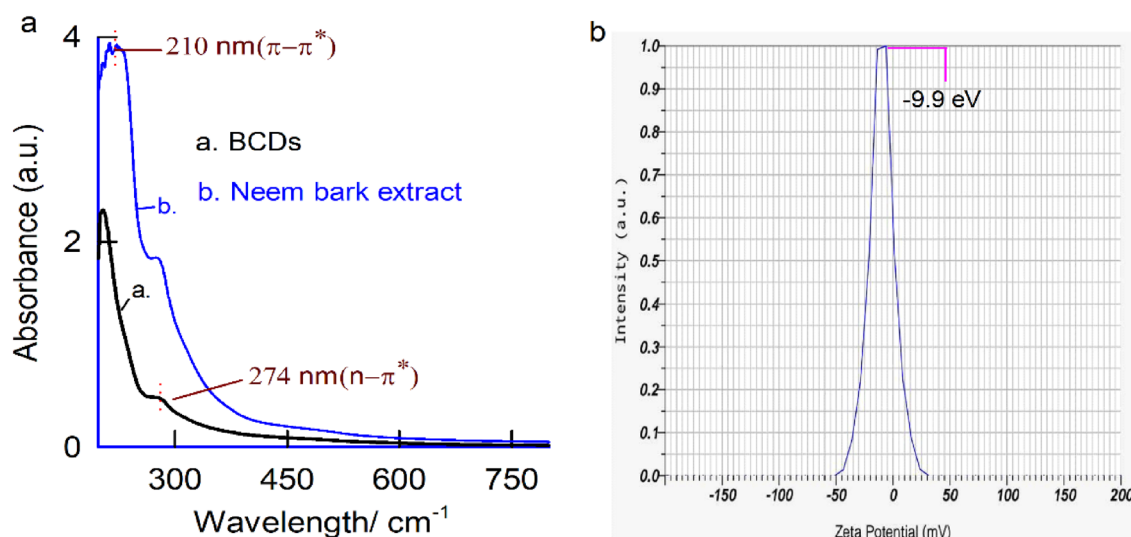 a
4
2
0
Absorbance (a.u.)
210 nm(π−π*)
a. BCDs
b. Neem bark extract
b.
a.
274 nm(n−π*)
300 450 600 750
Wavelength/ cm⁻¹
b
1.0
0.9
0.8
0.7
0.6
0.5
0.4
0.3
0.2
0.1
0.0
Intensity (a.u.)
-9.9 eV
-150 -100 -50 0 50 100 150 200
Zeta Potential (mV)